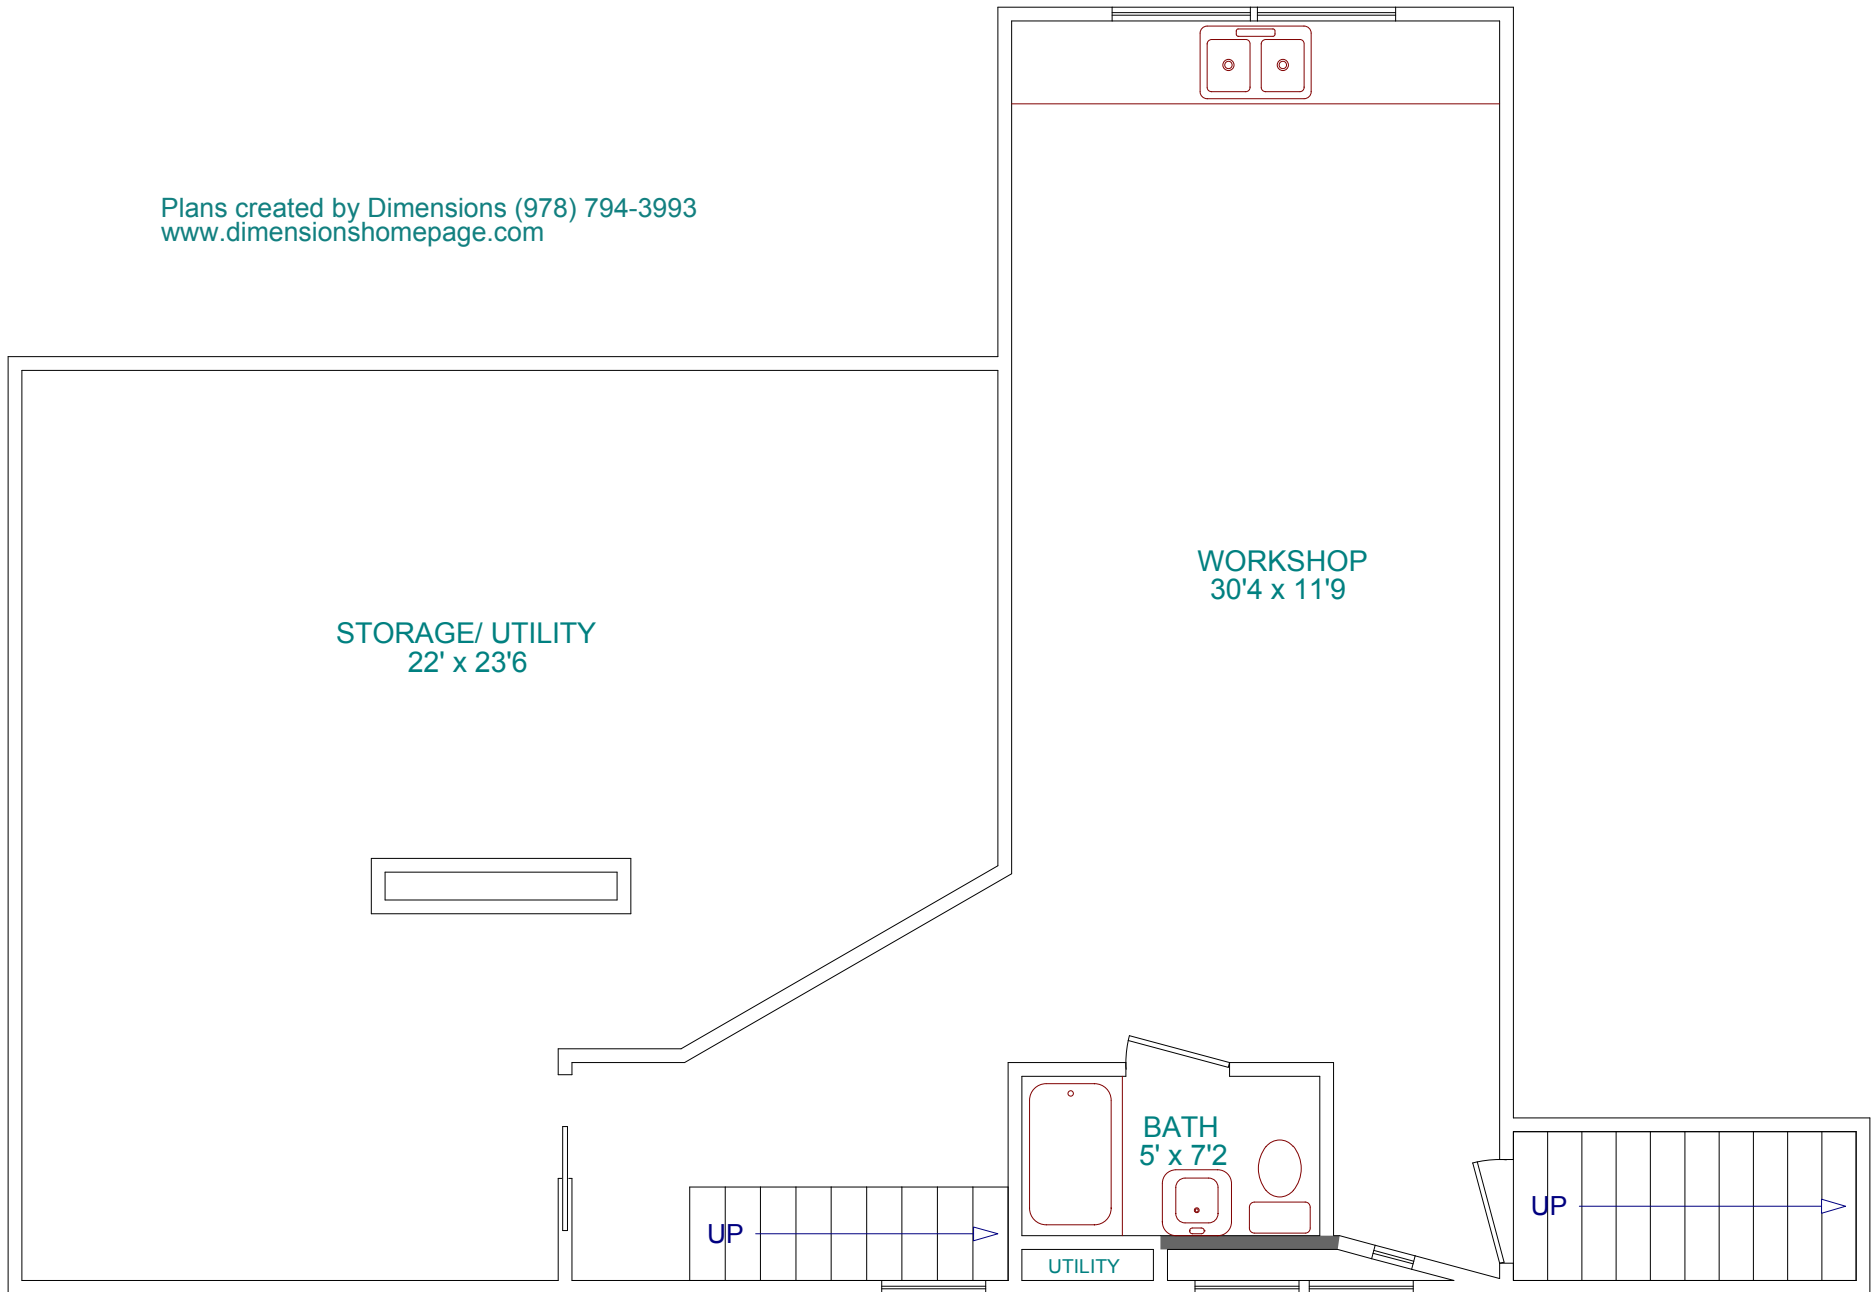 Plans created by Dimensions (978) 794-3993
www.dimensionshomepage.com
WORKSHOP
30'4 x 11'9
STORAGE/ UTILITY
22' x 23'6
BATH
5' x 7'2
UP
UP
UTILITY